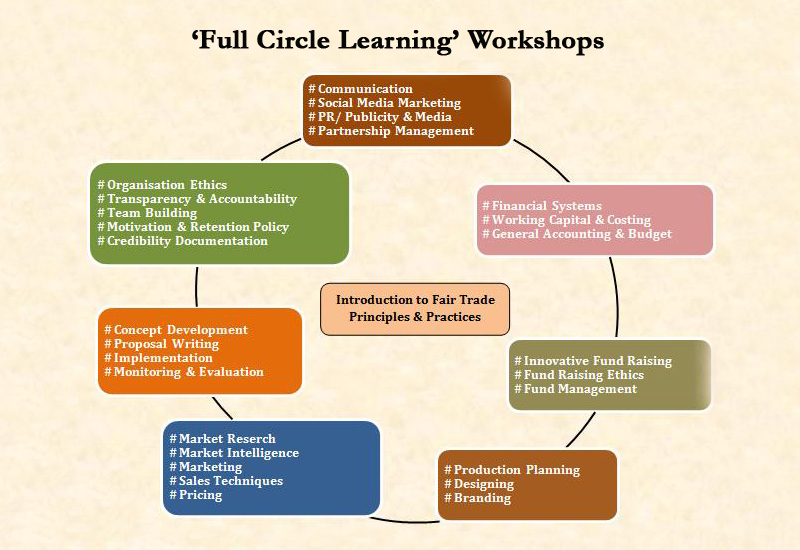 ‘Full Circle Learning’ Workshops
# Communication
# Social Media Marketing
# PR/ Publicity & Media
# Partnership Management
# Organisation Ethics
# Transparency & Accountability
# Team Building
# Motivation & Retention Policy
# Credibility Documentation
# Financial Systems
# Working Capital & Costing
# General Accounting & Budget
Introduction to Fair Trade
Principles & Practices
# Concept Development
# Proposal Writing
# Implementation
# Monitoring & Evaluation
# Innovative Fund Raising
# Fund Raising Ethics
# Fund Management
# Market Reserch
# Market Intelligence
# Marketing
# Sales Techniques
# Pricing
# Production Planning
# Designing
# Branding